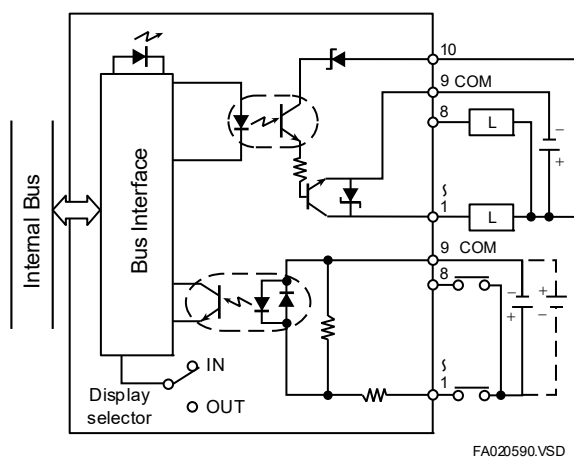 10
9 COM
8
L
−
+
∫
1
L
Internal Bus
Bus Interface
9 COM
8
−
+
+
−
∫
1
IN
Display
selector
OUT
FA020590.VSD